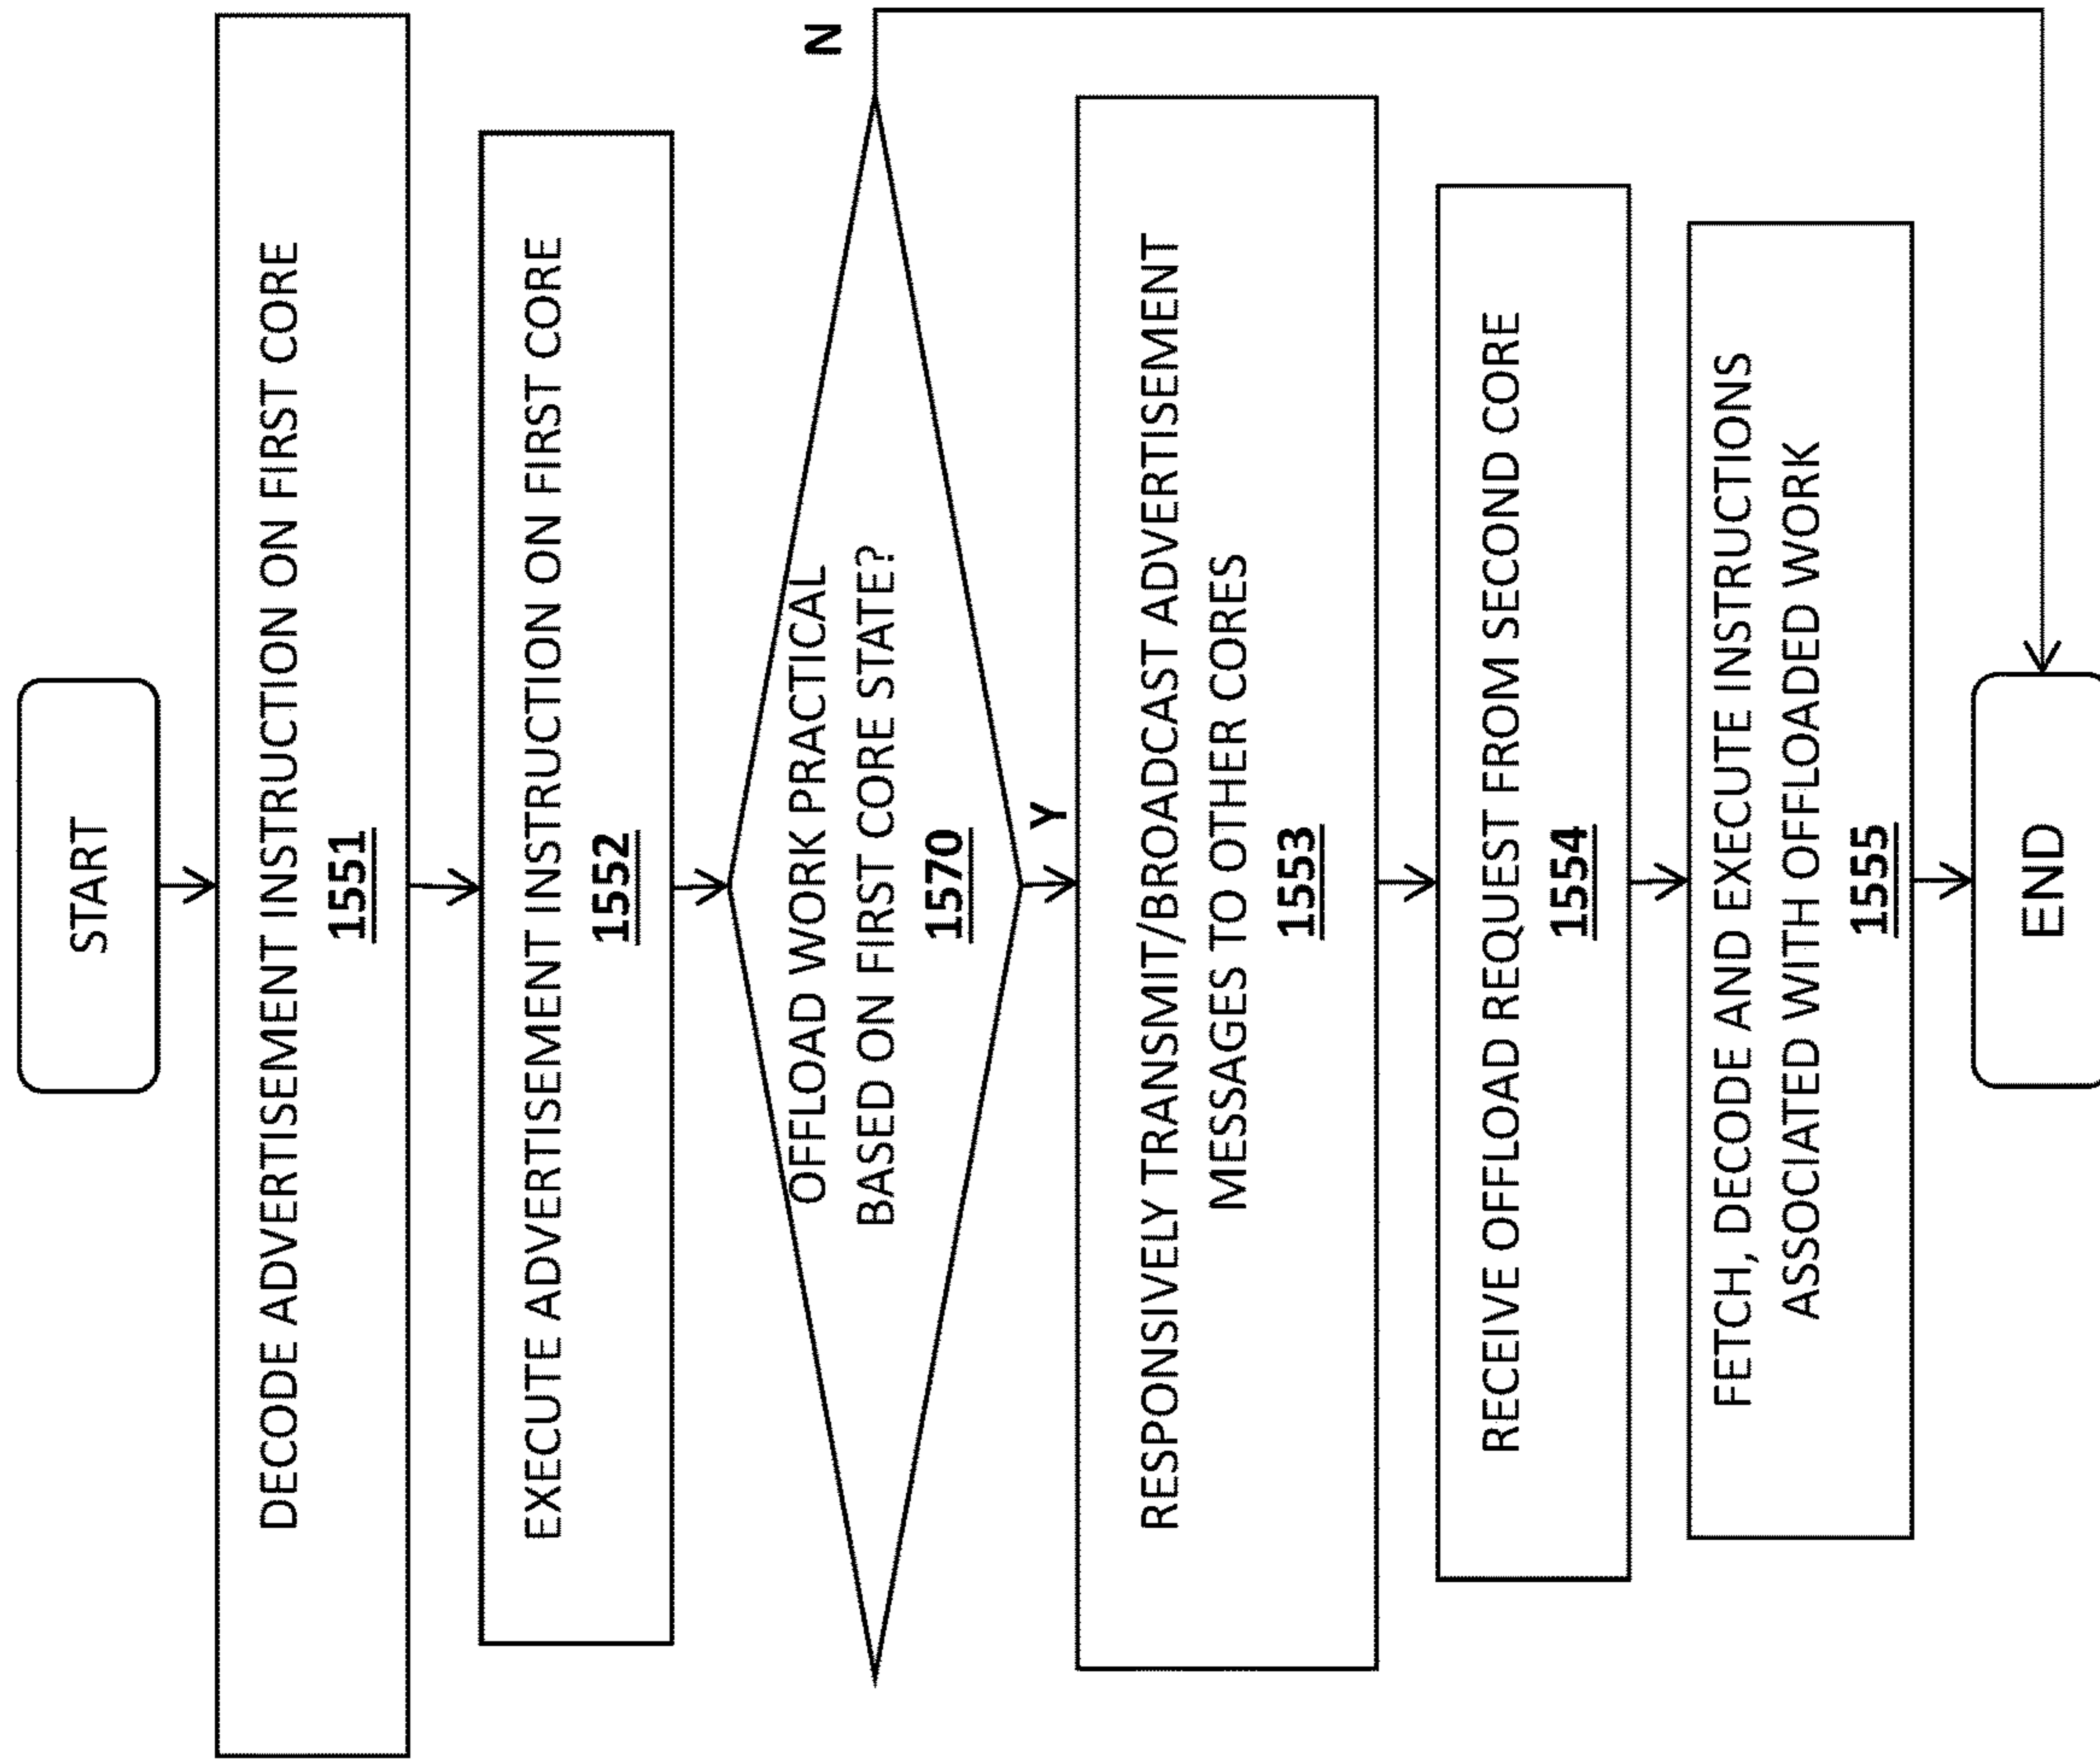 START
DECODE ADVERTISEMENT INSTRUCTION ON FIRST CORE
1551
EXECUTE ADVERTISEMENT INSTRUCTION ON FIRST CORE
1552
OFFLOAD WORK PRACTICAL
BASED ON FIRST CORE STATE?
1570
N
Y
RESPONSIVELY TRANSMIT/BROADCAST ADVERTISEMENT
MESSAGES TO OTHER CORES
1553
RECEIVE OFFLOAD REQUEST FROM SECOND CORE
1554
FETCH, DECODE AND EXECUTE INSTRUCTIONS
ASSOCIATED WITH OFFLOADED WORK
1555
END